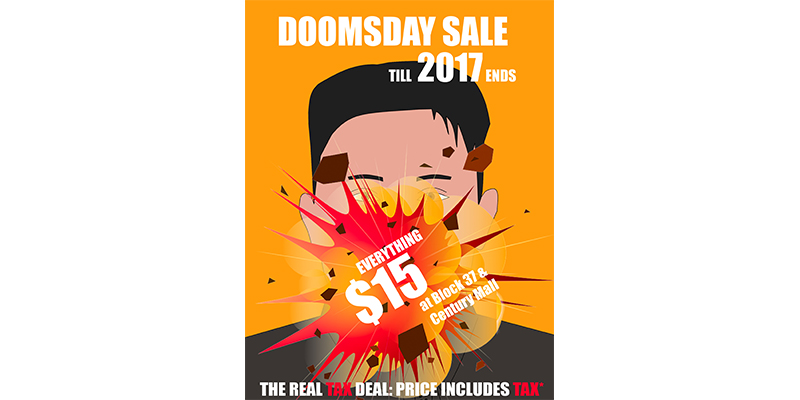 DOOMSDAY SALE
TILL 2017 ENDS
EVERYTHING
$15
at Block 37 &
Century Mall
THE REAL TAX DEAL: PRICE INCLUDES TAX*